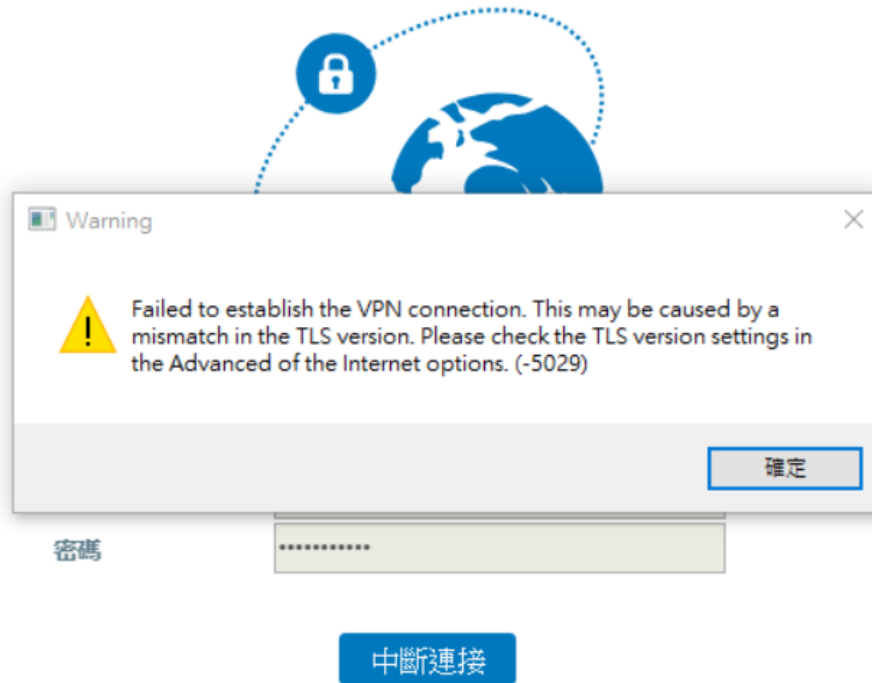 Warning
Failed to establish the VPN connection. This may be caused by a
mismatch in the TLS version. Please check the TLS version settings in
the Advanced of the Internet options. (-5029)
確定
密碼
•••••••••••
中斷連接